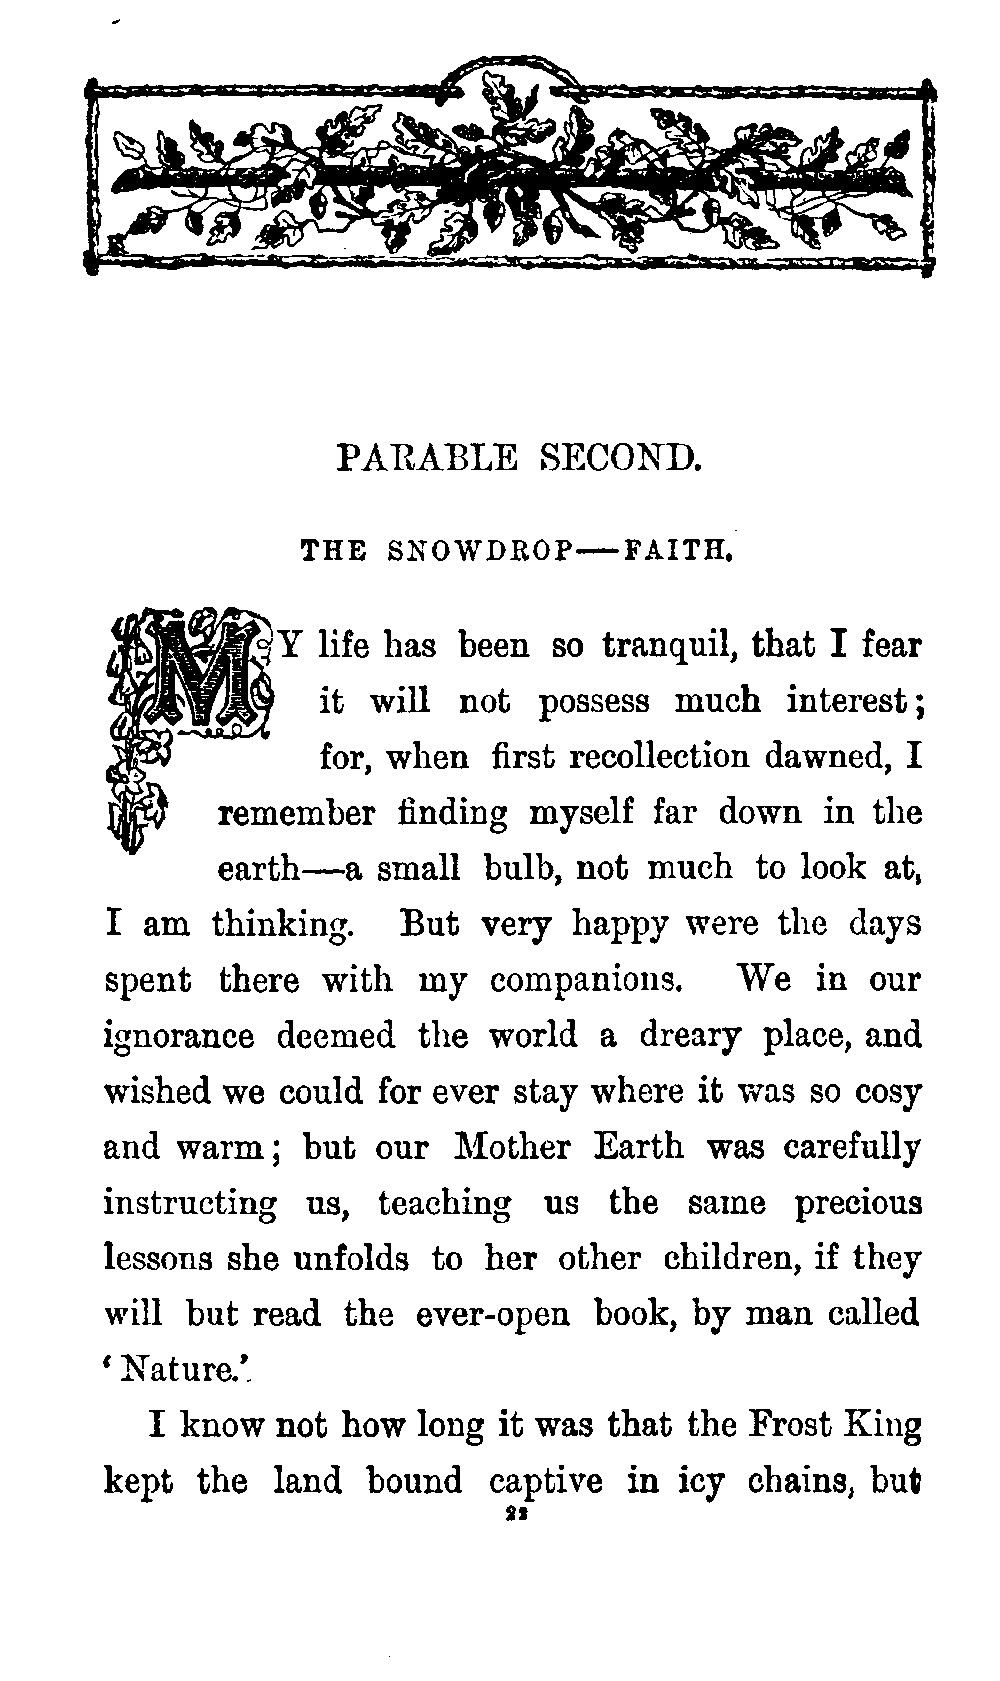 PARABLE SECOND.
THE SNOWDROP—FAITH.
MY life has been so tranquil, that I fear
it will not possess much interest;
for, when first recollection dawned, I
remember finding myself far down in the
earth—a small bulb, not much to look at,
I am thinking. But very happy were the days
spent there with my companions. We in our
ignorance deemed the world a dreary place, and
wished we could for ever stay where it was so cosy
and warm; but our Mother Earth was carefully
instructing us, teaching us the same precious
lessons she unfolds to her other children, if they
will but read the ever-open book, by man called
‘Nature.’
I know not how long it was that the Frost King
kept the land bound captive in icy chains, but